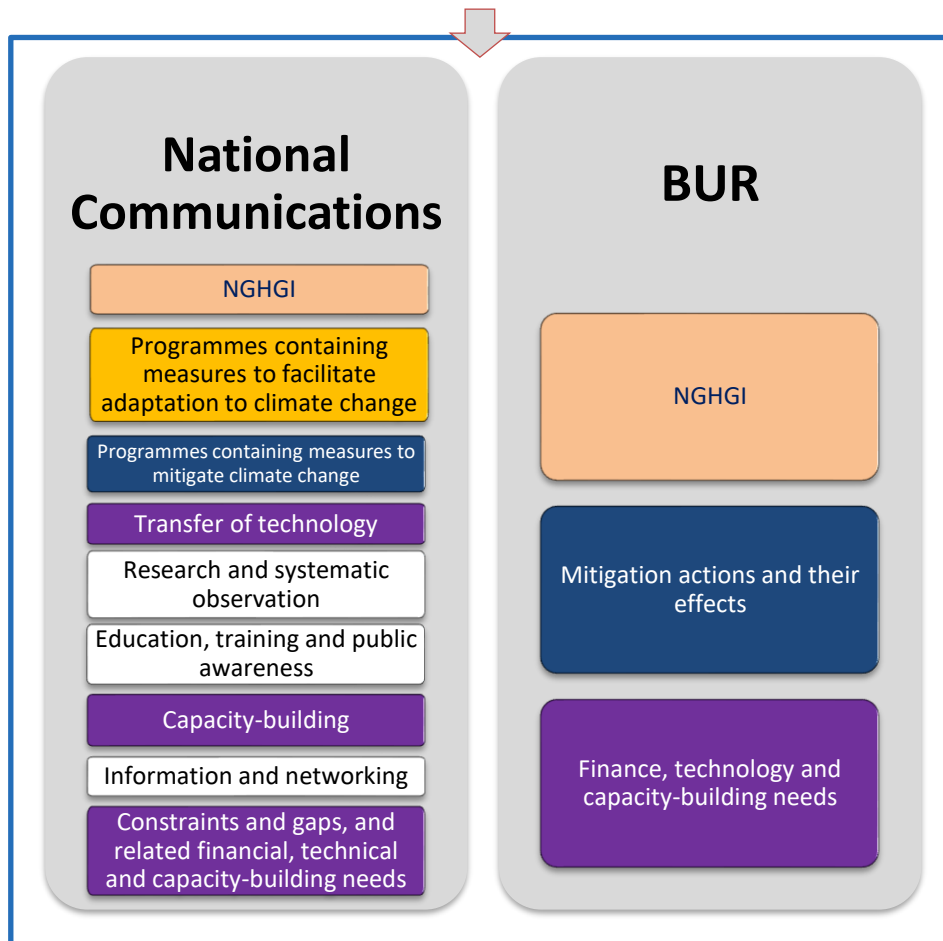 National
Communications
NGHGI
Programmes containing
measures to facilitate
adaptation to climate change
Programmes containing measures to
mitigate climate change
Transfer of technology
Research and systematic
observation
Education, training and public
awareness
Capacity-building
Information and networking
Constraints and gaps, and
related financial, technical
and capacity-building needs
BUR
NGHGI
Mitigation actions and their
effects
Finance, technology and
capacity-building needs